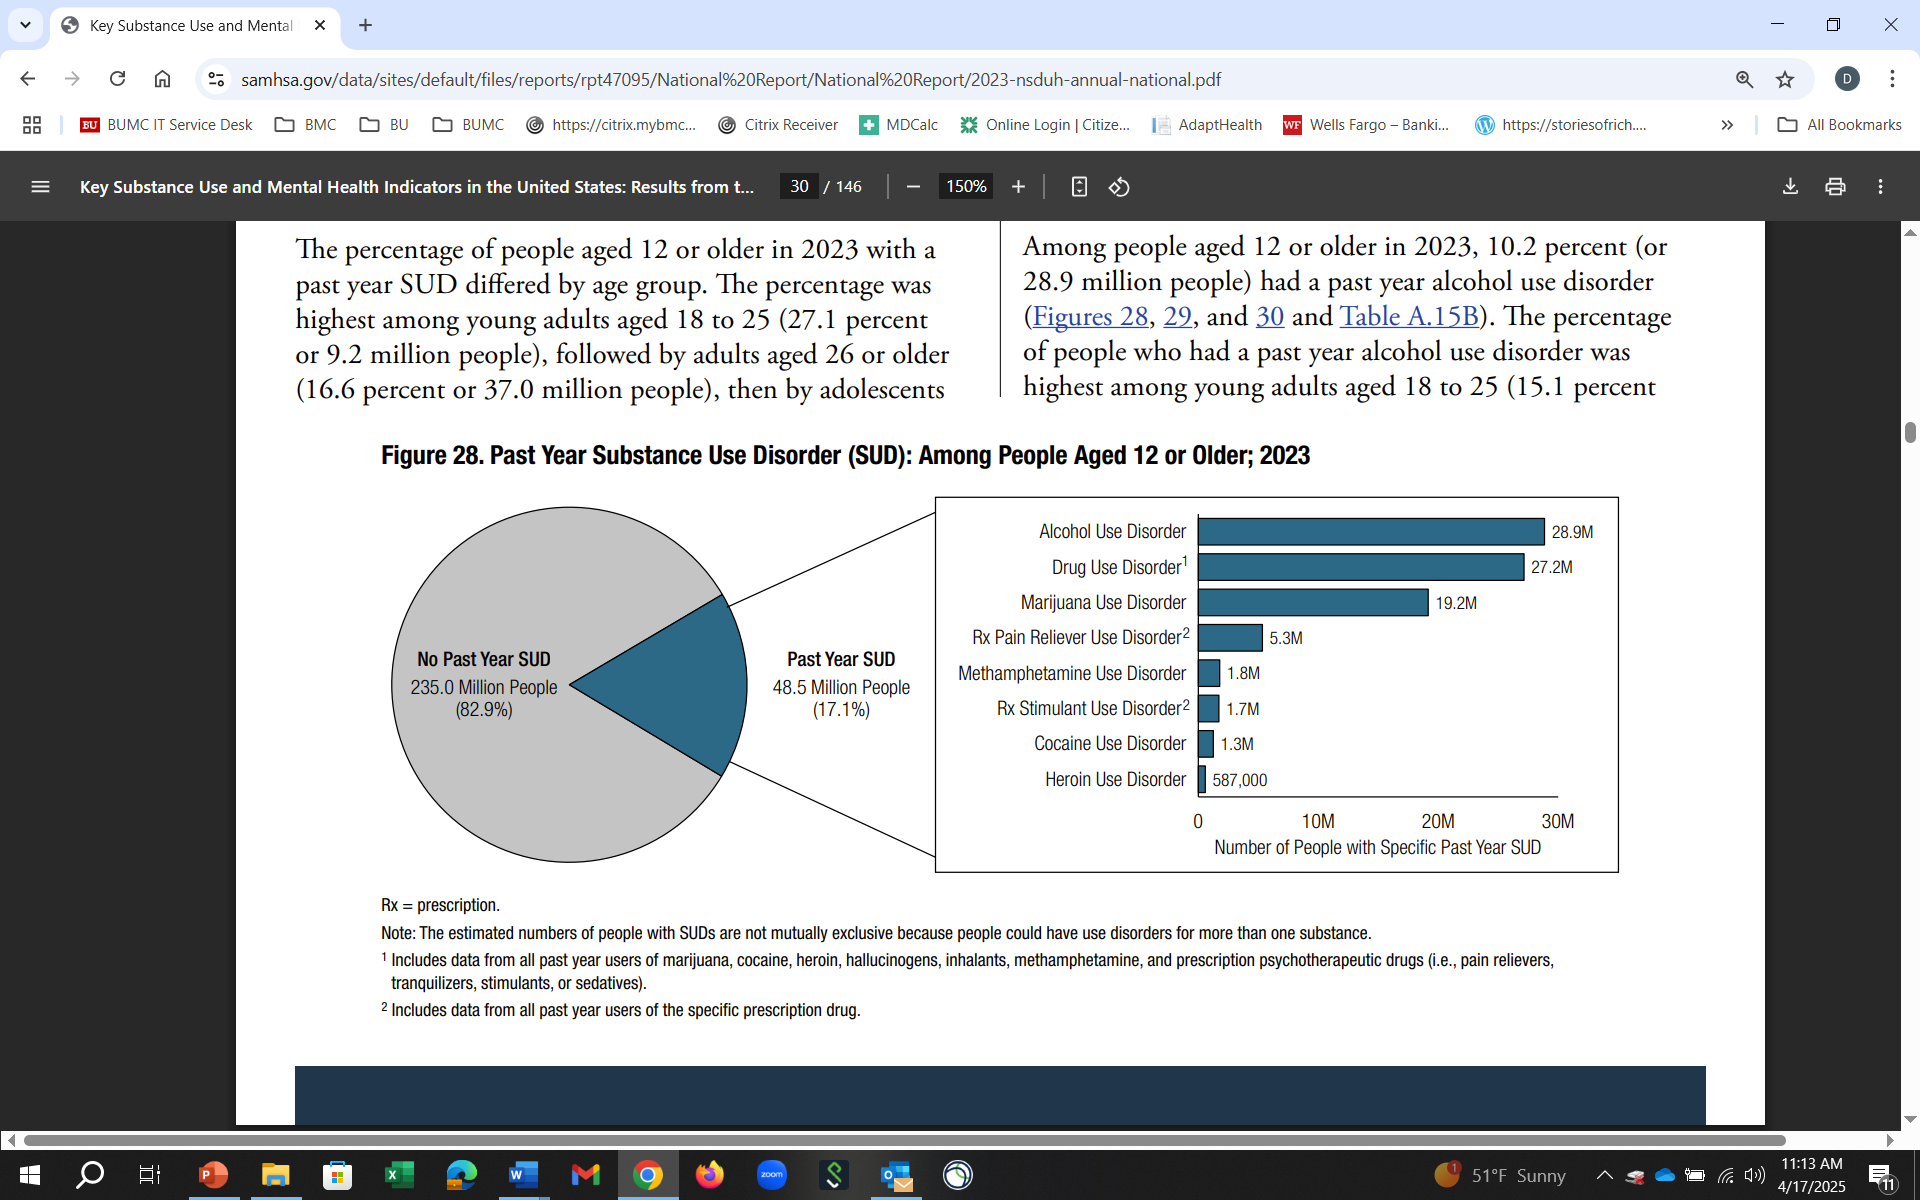 Key Substance Use and Mental
samhsa.gov/data/sites/default/files/reports/rpt47095/National%20Report/National%20Report/2023-nsduh-annual-national.pdf
D
BU BUMC IT Service Desk
BMC
BU
BUMC
https://citrix.mybmc...
Citrix Receiver
MDCalc
Online Login | Citize...
AdaptHealth
WF Wells Fargo – Banki...
https://storiesofrich....
All Bookmarks
Key Substance Use and Mental Health Indicators in the United States: Results from t...
30 / 146
150%
The percentage of people aged 12 or older in 2023 with a
past year SUD differed by age group. The percentage was
highest among young adults aged 18 to 25 (27.1 percent
or 9.2 million people), followed by adults aged 26 or older
(16.6 percent or 37.0 million people), then by adolescents
Among people aged 12 or older in 2023, 10.2 percent (or
28.9 million people) had a past year alcohol use disorder
(Figures 28, 29, and 30 and Table A.15B). The percentage
of people who had a past year alcohol use disorder was
highest among young adults aged 18 to 25 (15.1 percent
Figure 28. Past Year Substance Use Disorder (SUD): Among People Aged 12 or Older; 2023
No Past Year SUD
235.0 Million People
(82.9%)
Past Year SUD
48.5 Million People
(17.1%)
Alcohol Use Disorder 28.9M
Drug Use Disorder1 27.2M
Marijuana Use Disorder 19.2M
Rx Pain Reliever Use Disorder2 5.3M
Methamphetamine Use Disorder 1.8M
Rx Stimulant Use Disorder2 1.7M
Cocaine Use Disorder 1.3M
Heroin Use Disorder 587,000
0 10M 20M 30M
Number of People with Specific Past Year SUD
Rx = prescription.
Note: The estimated numbers of people with SUDs are not mutually exclusive because people could have use disorders for more than one substance.
1 Includes data from all past year users of marijuana, cocaine, heroin, hallucinogens, inhalants, methamphetamine, and prescription psychotherapeutic drugs (i.e., pain relievers,
tranquilizers, stimulants, or sedatives).
2 Includes data from all past year users of the specific prescription drug.
zoom
1
51°F Sunny
11:13 AM
4/17/2025
11